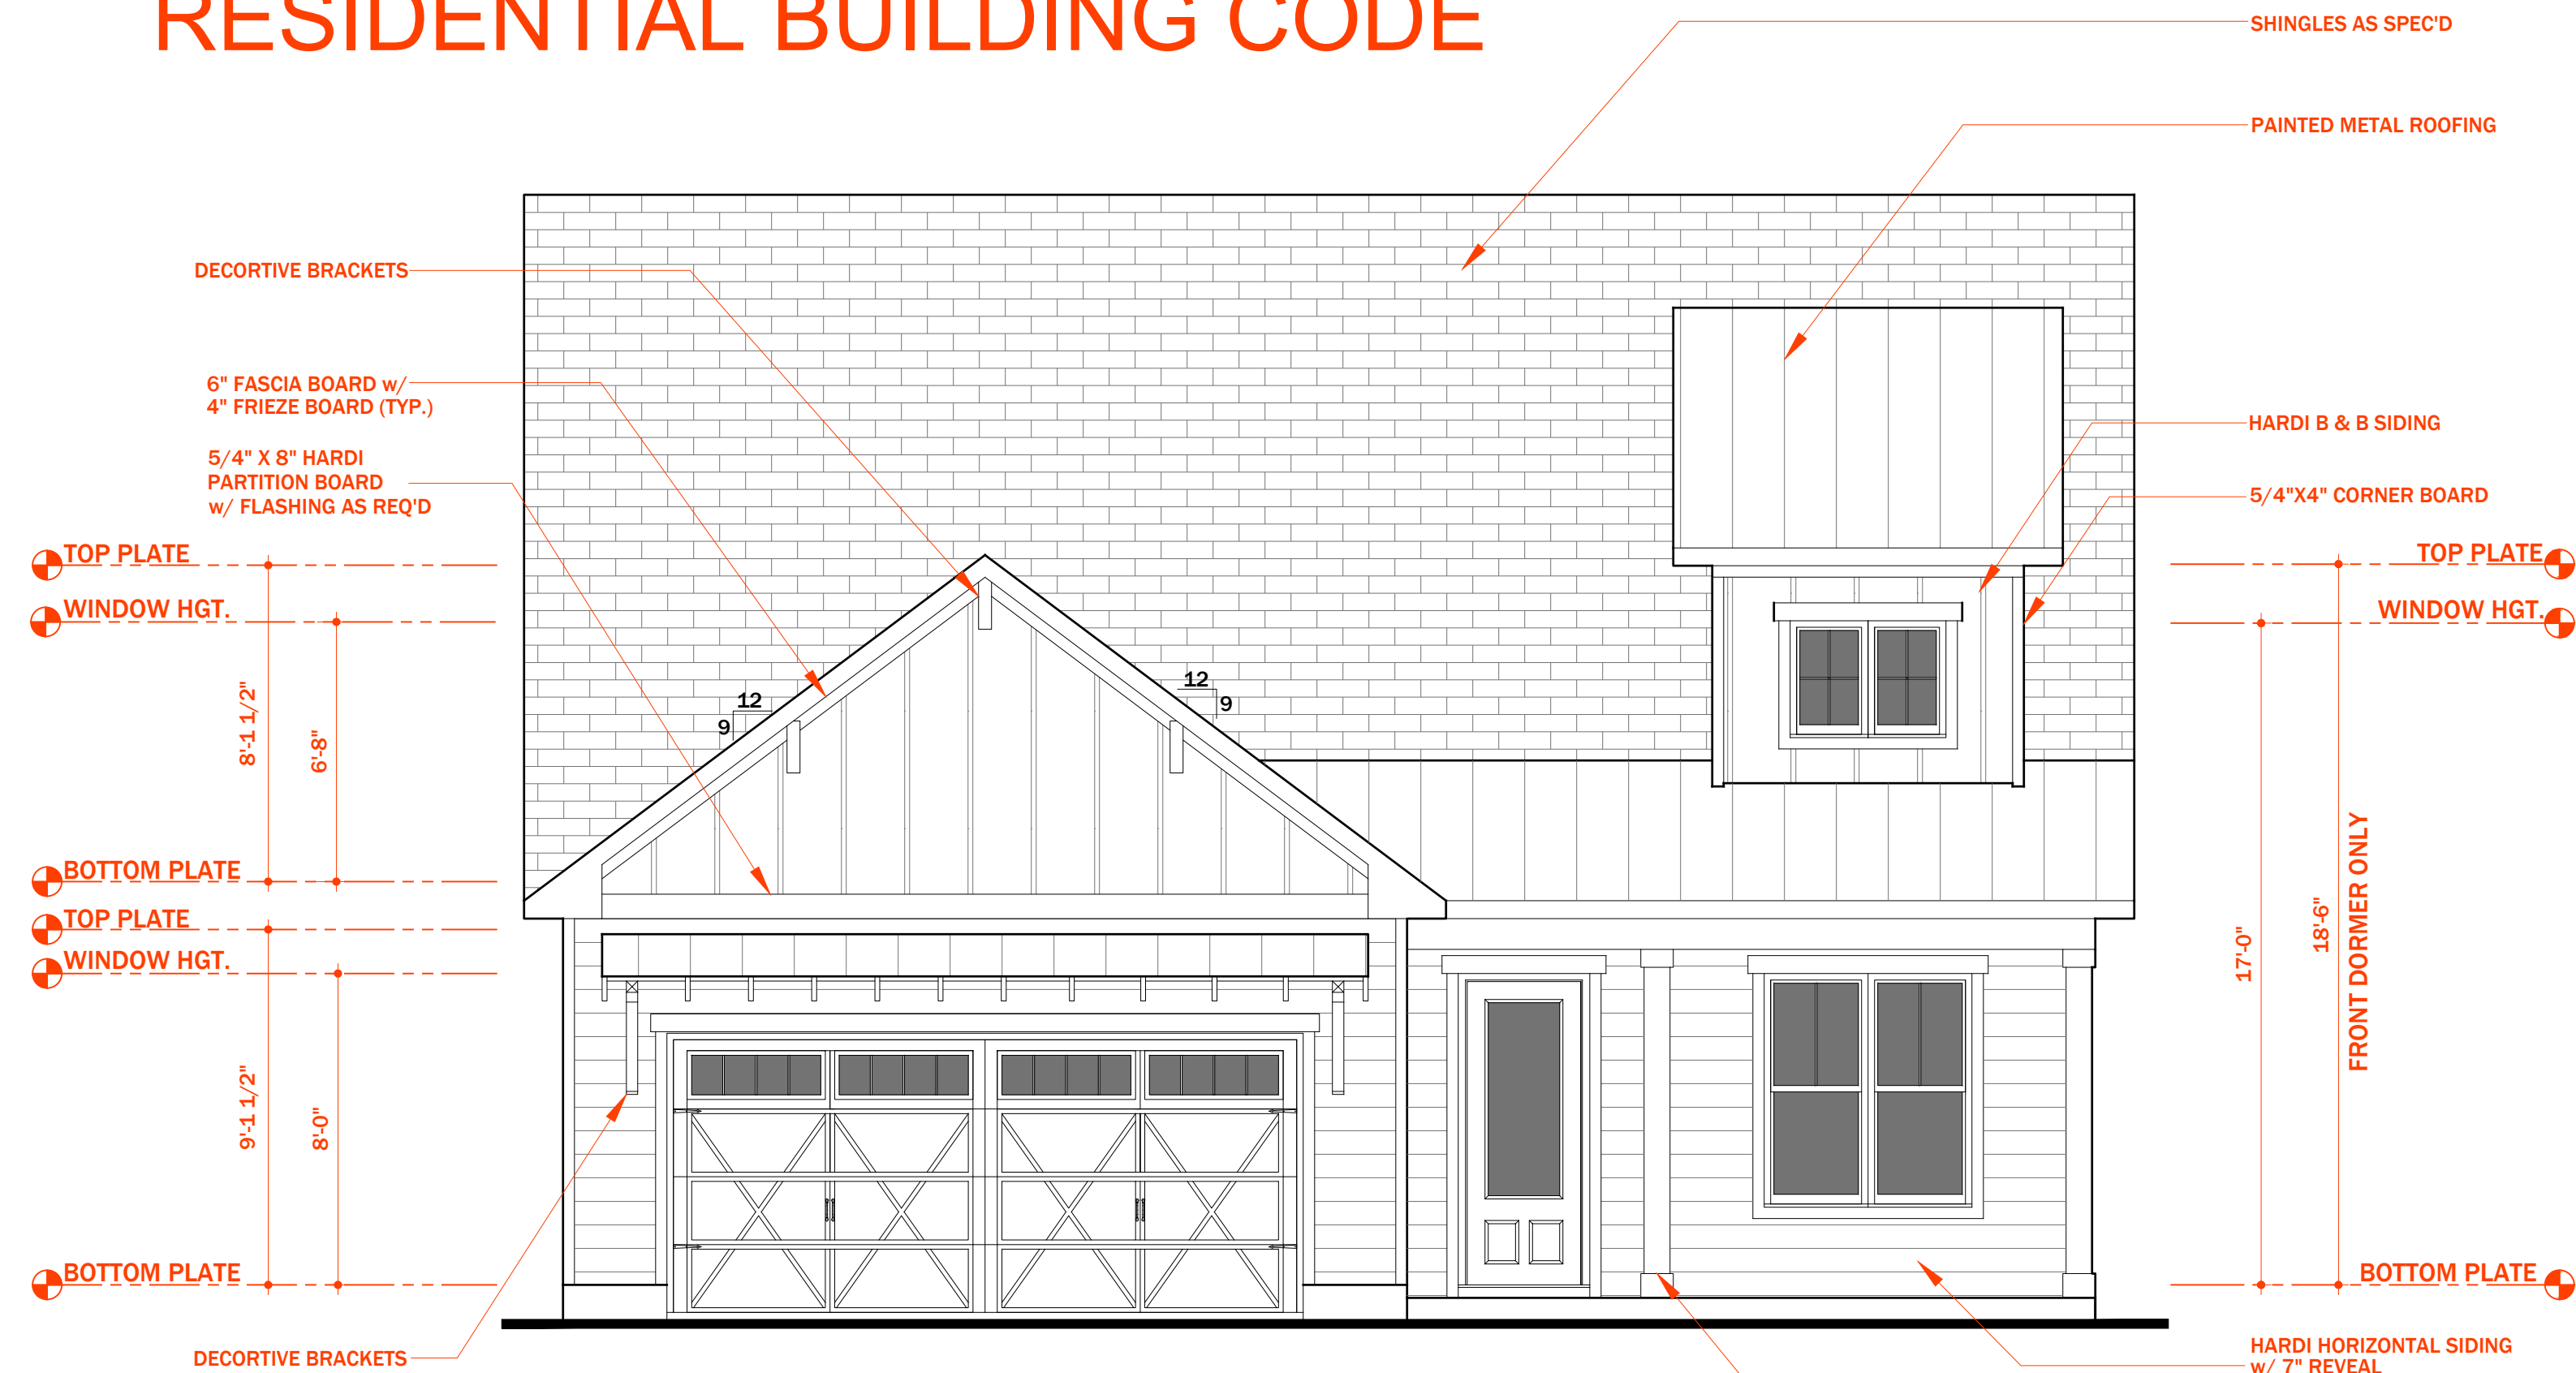 RESIDENTIAL BUILDING CODE
SHINGLES AS SPEC'D
PAINTED METAL ROOFING
DECORTIVE BRACKETS
6" FASCIA BOARD w/
4" FRIEZE BOARD (TYP.)
5/4" X 8" HARDI
PARTITION BOARD
w/ FLASHING AS REQ'D
HARDI B & B SIDING
5/4"X4" CORNER BOARD
TOP PLATE
WINDOW HGT.
8'-1 1/2"
6'-8"
BOTTOM PLATE
TOP PLATE
WINDOW HGT.
9'-1 1/2"
8'-0"
BOTTOM PLATE
DECORTIVE BRACKETS
12
9
12
9
TOP PLATE
WINDOW HGT.
17'-0"
18'-6"
FRONT DORMER ONLY
BOTTOM PLATE
HARDI HORIZONTAL SIDING
w/ 7" REVEAL